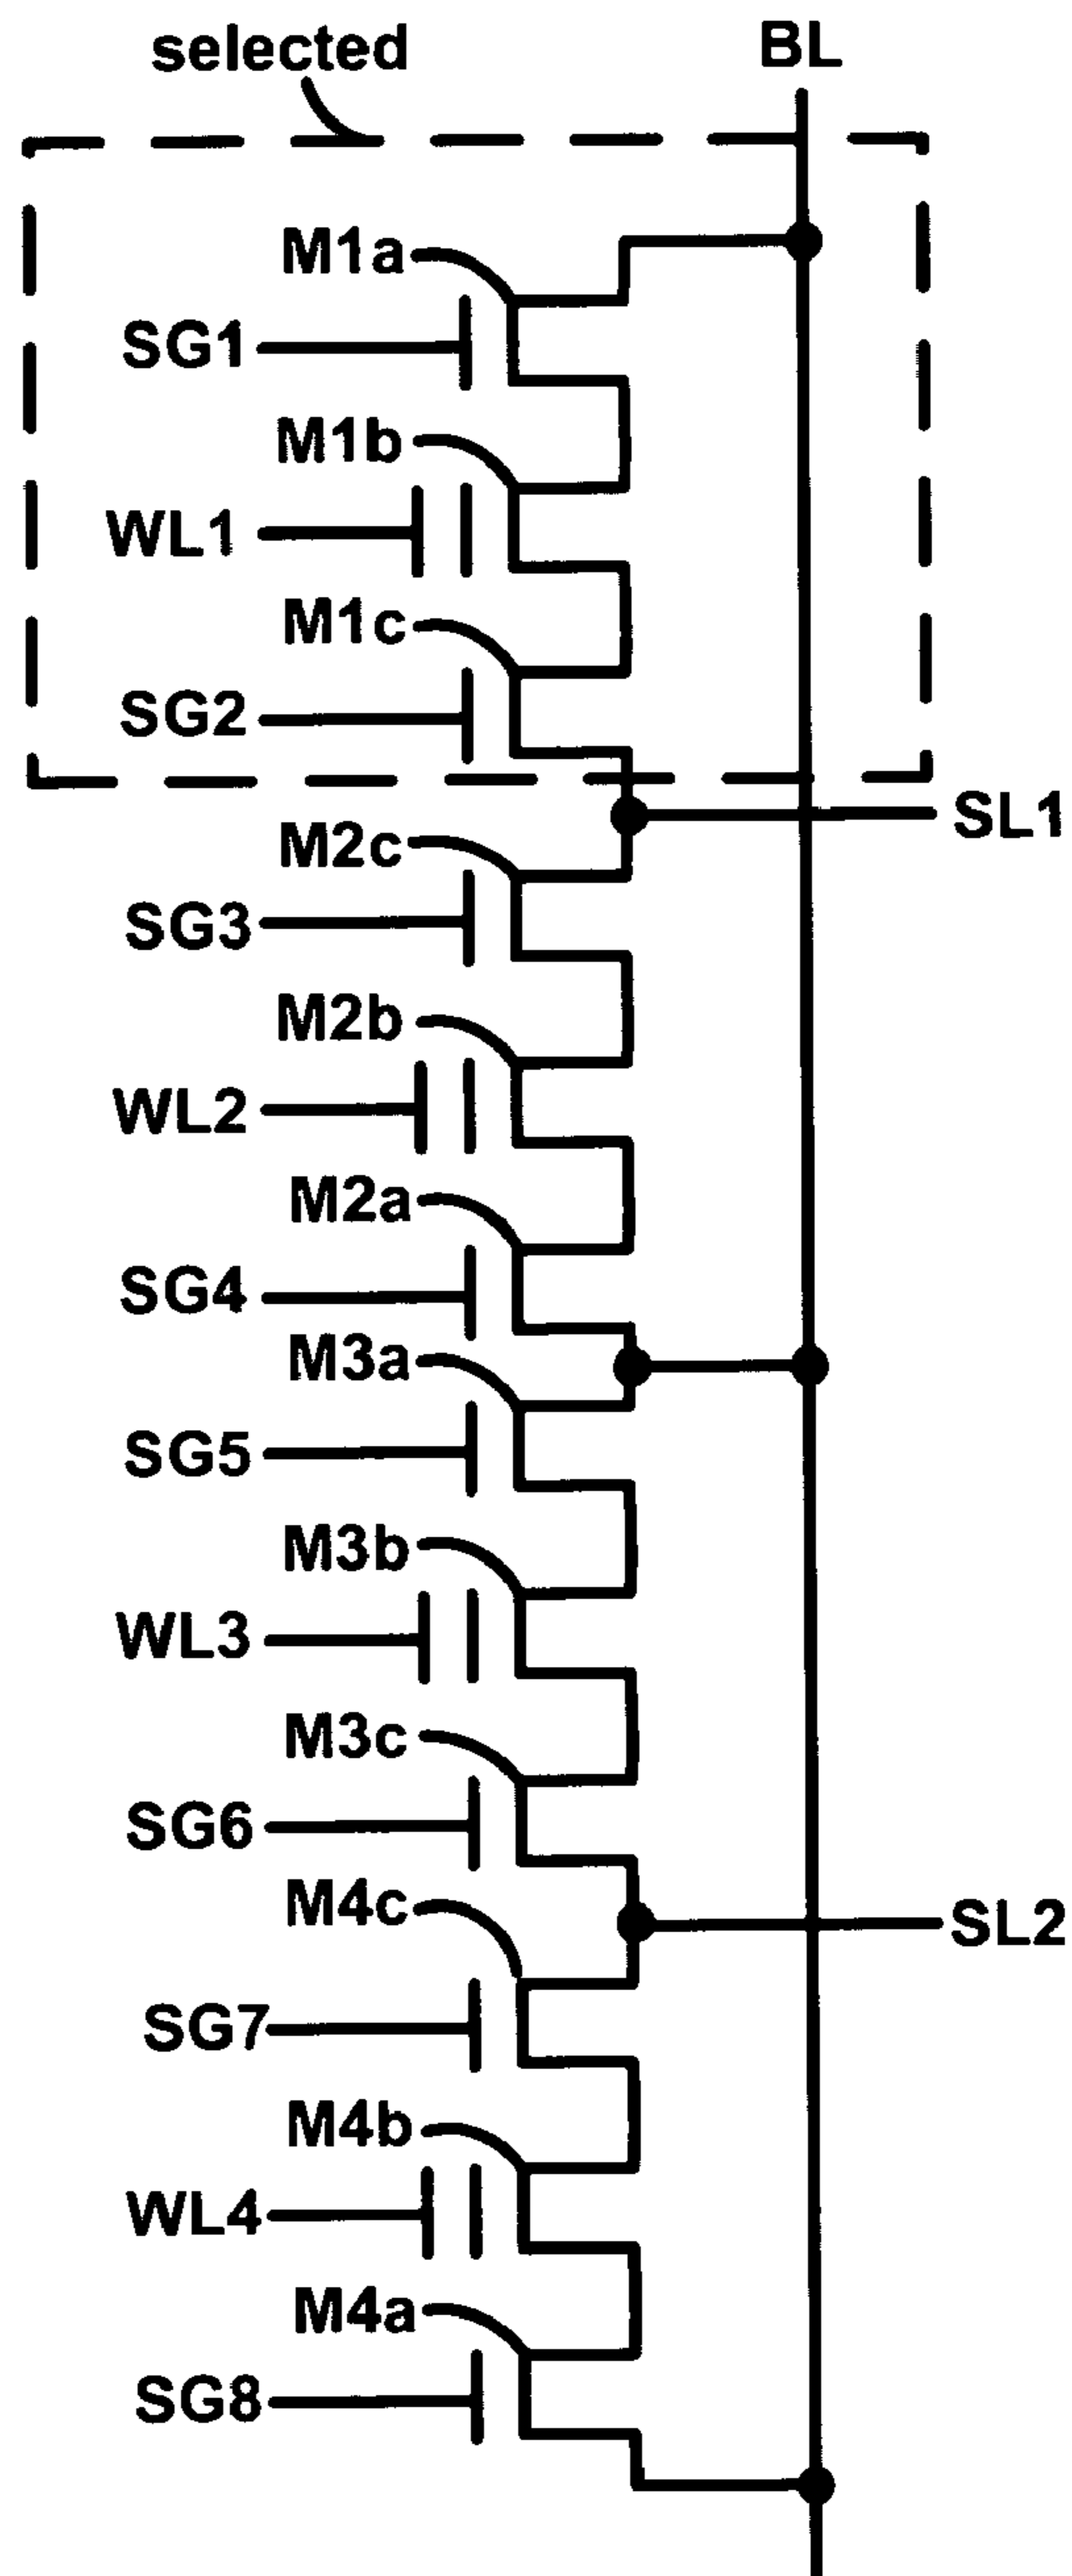 selected
BL
M1a
SG1
M1b
WL1
M1c
SG2
SL1
M2c
SG3
M2b
WL2
M2a
SG4
M3a
SG5
M3b
WL3
M3c
SG6
M4c
SL2
SG7
M4b
WL4
M4a
SG8